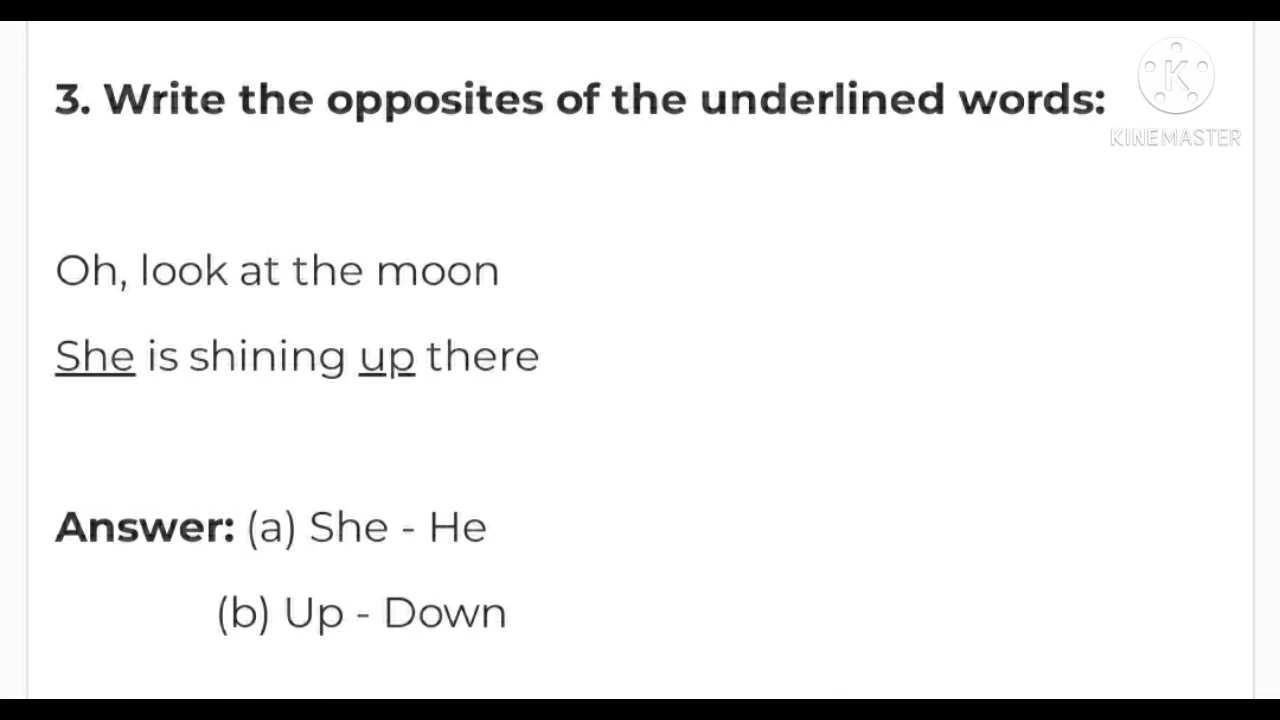 3. Write the opposites of the underlined words:
K
KINEMASTER
Oh, look at the moon
She is shining up there
Answer: (a) She - He
(b) Up - Down